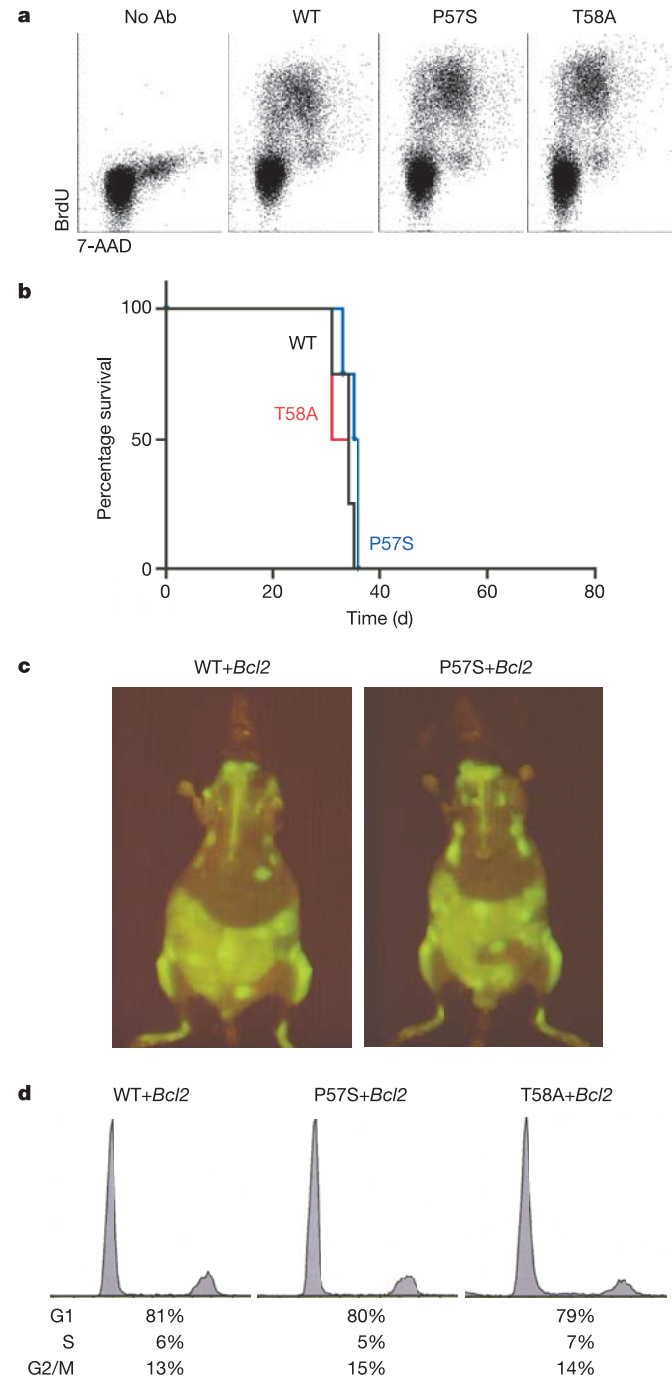 a
No Ab WT P57S T58A
BrdU
7-AAD
b
100
50
0
Percentage survival
WT
T58A
P57S
0 20 40 60 80
Time (d)
c
WT+Bcl2 P57S+Bcl2
d
WT+Bcl2 P57S+Bcl2 T58A+Bcl2
G1 81% 80% 79%
S 6% 5% 7%
G2/M 13% 15% 14%